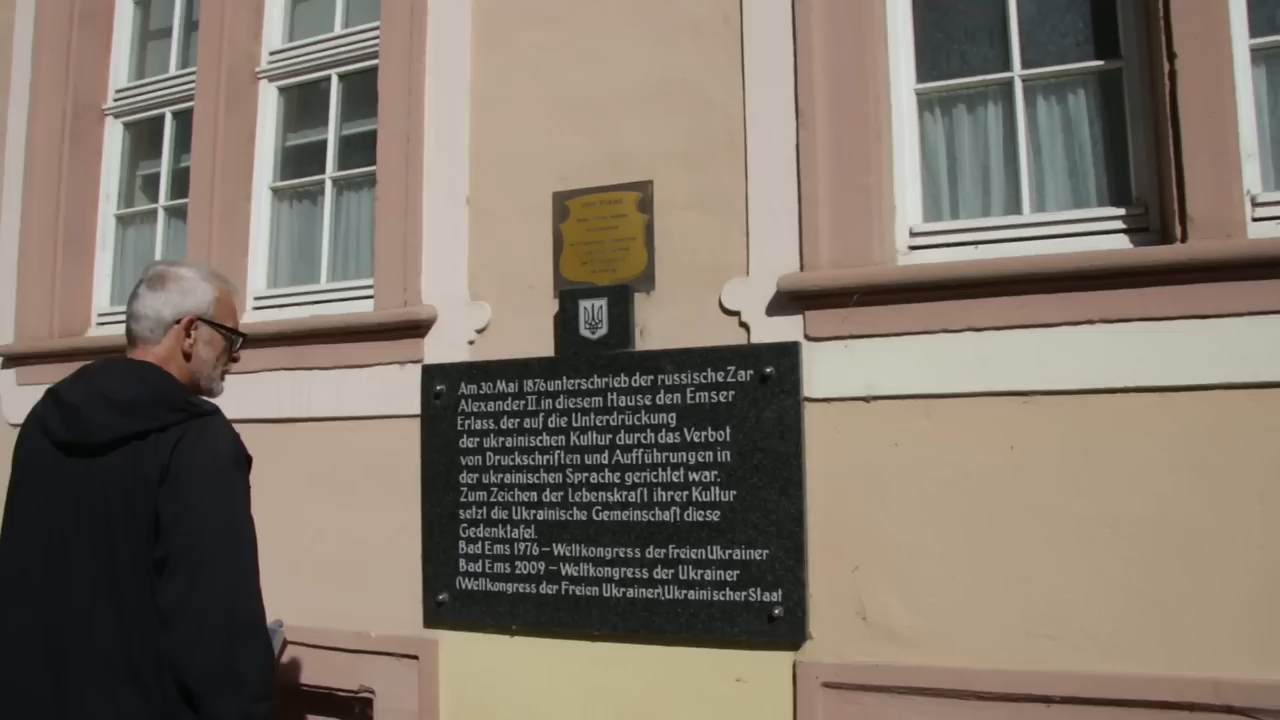 Am 30. Mai 1876 unterschrieb der russische Zar
Alexander II. in diesem Hause den Emser
Erlass, der auf die Unterdrückung
der ukrainischen Kultur durch das Verbot
von Druckschriften und Aufführungen in
der ukrainischen Sprache gerichtet war.
Zum Zeichen der Lebenskraft ihrer Kultur
setzt die Ukrainische Gemeinschaft diese
Gedenktafel.
Bad Ems 1976 – Weltkongress der Freien Ukrainer
Bad Ems 2009 – Weltkongress der Ukrainer
(Weltkongress der Freien Ukrainer), Ukrainischer Staat